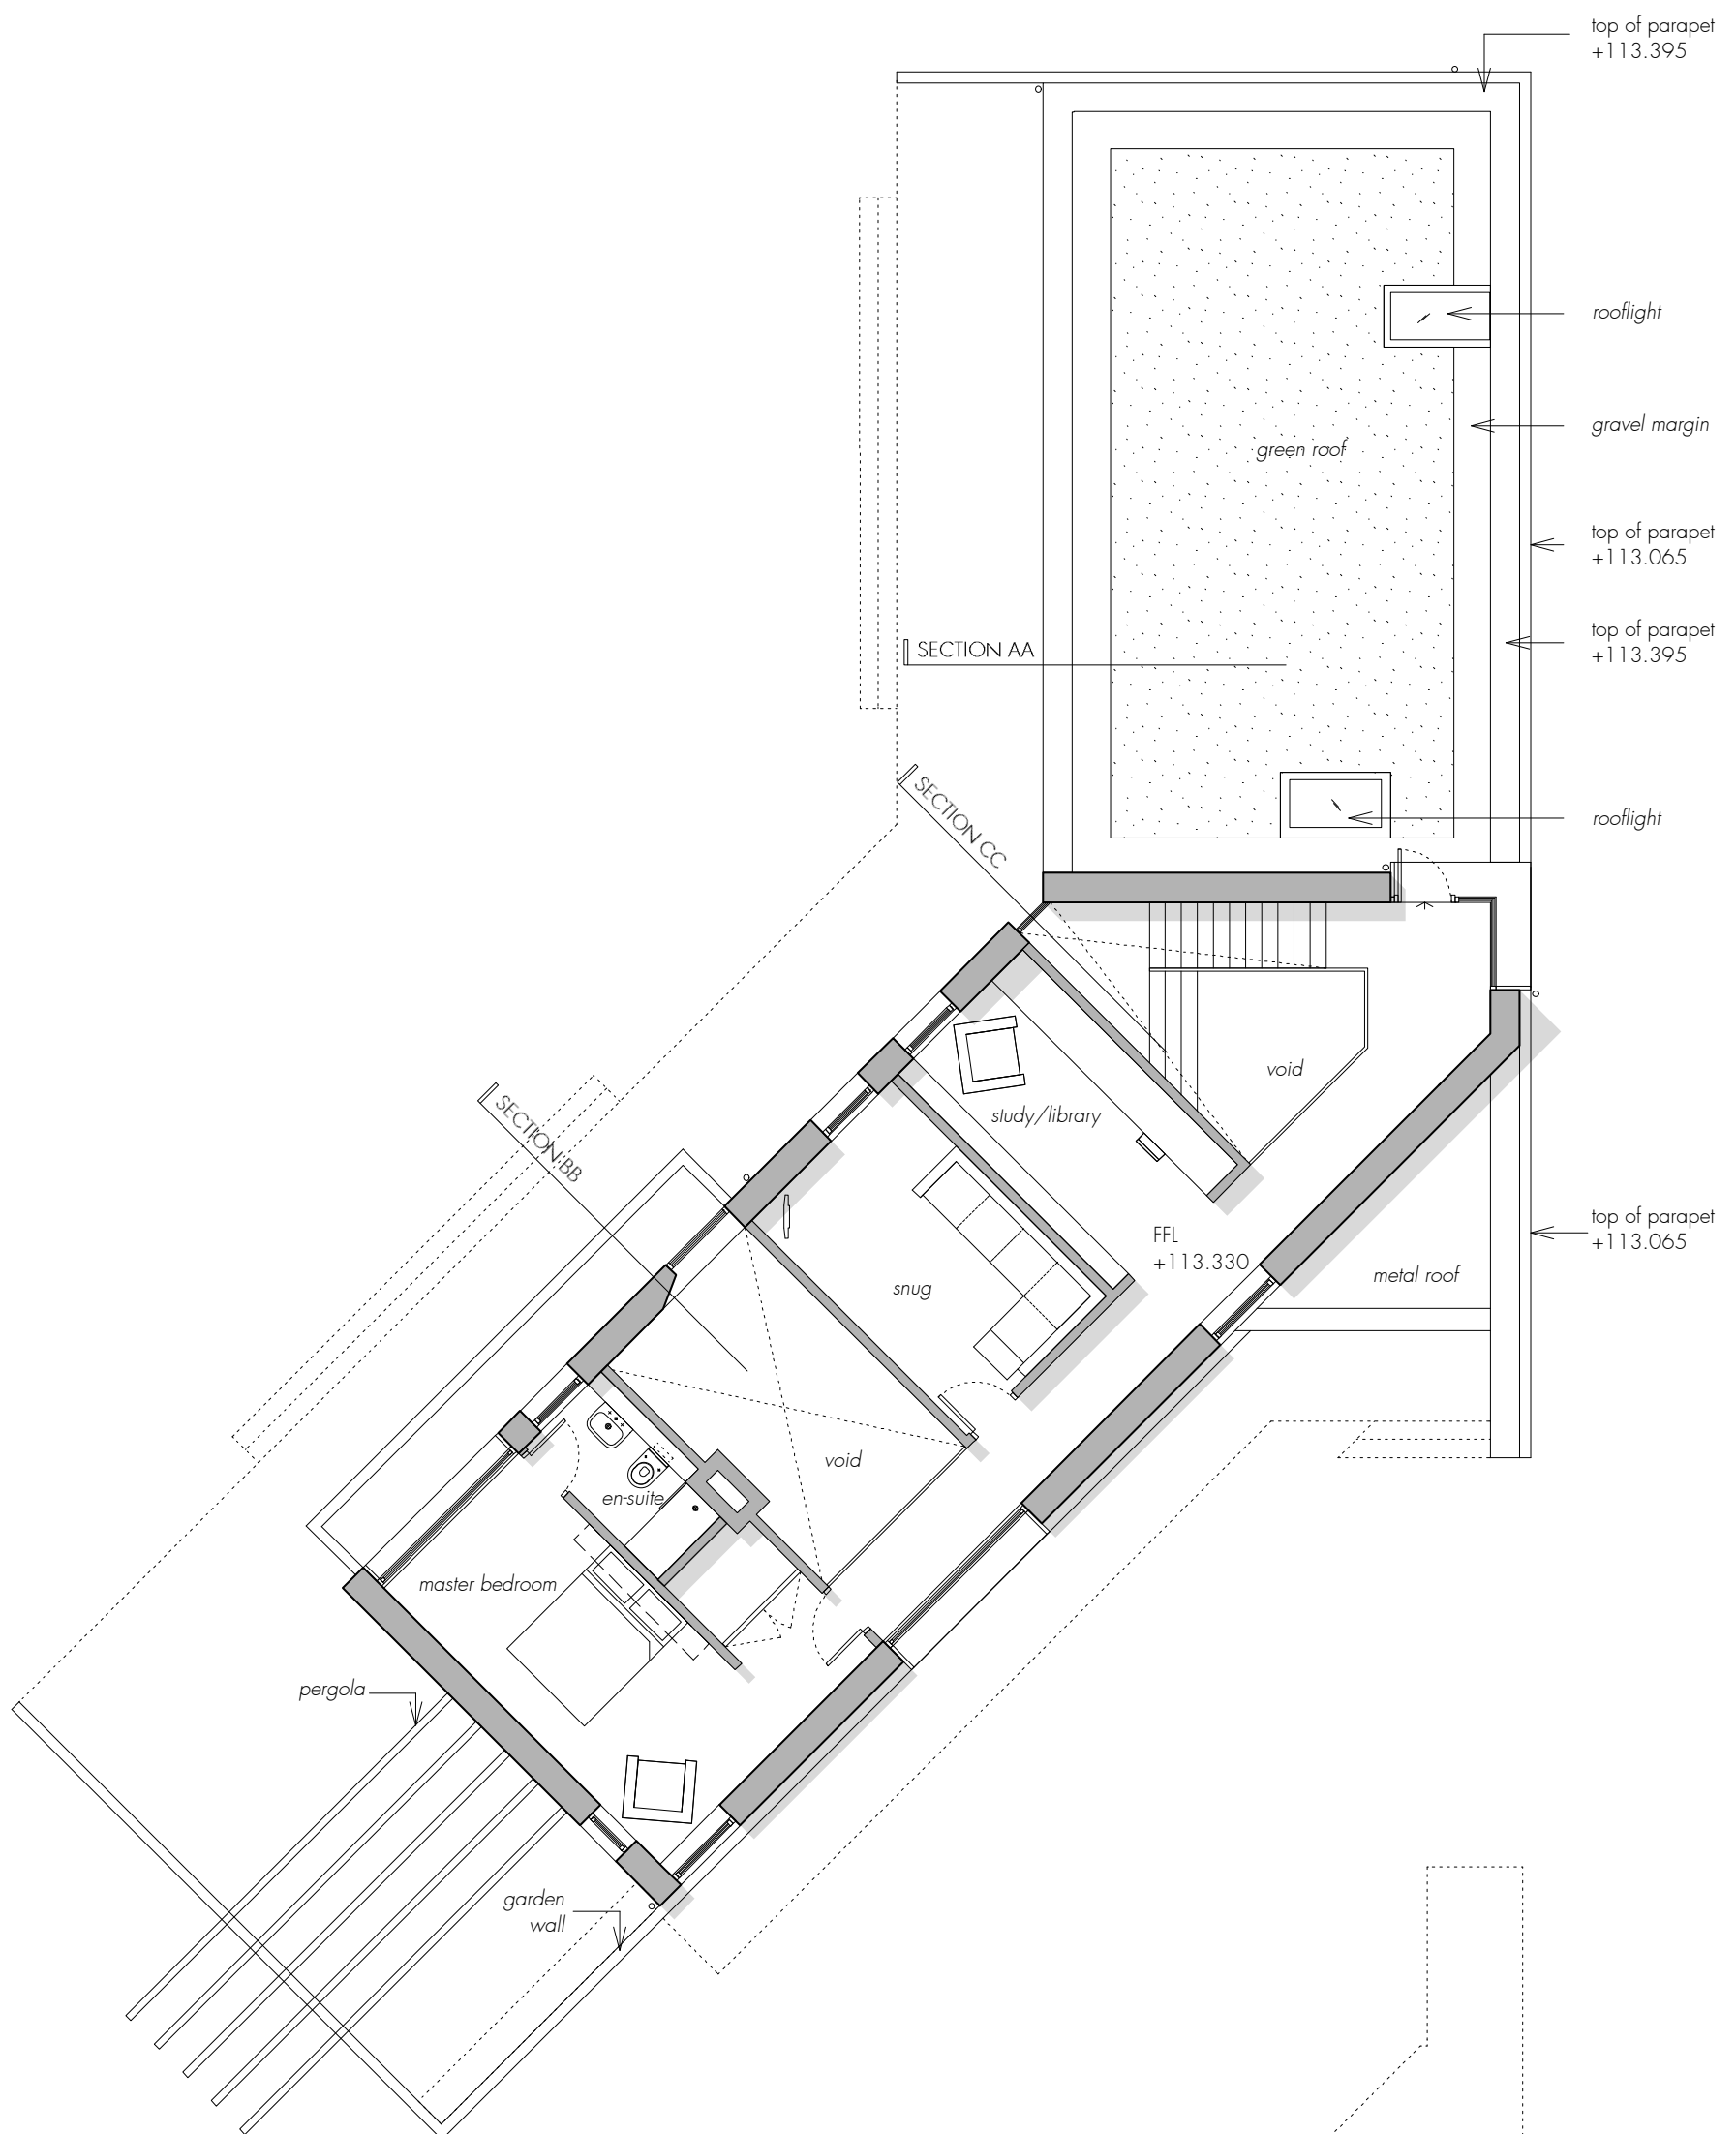 top of parapet
+113.395
rooflight
gravel margin
green roof
top of parapet
+113.065
top of parapet
+113.395
SECTION AA
SECTION CC
rooflight
void
study/library
SECTION BB
top of parapet
+113.065
FFL
+113.330
metal roof
snug
void
en-suite
master bedroom
pergola
garden
wall